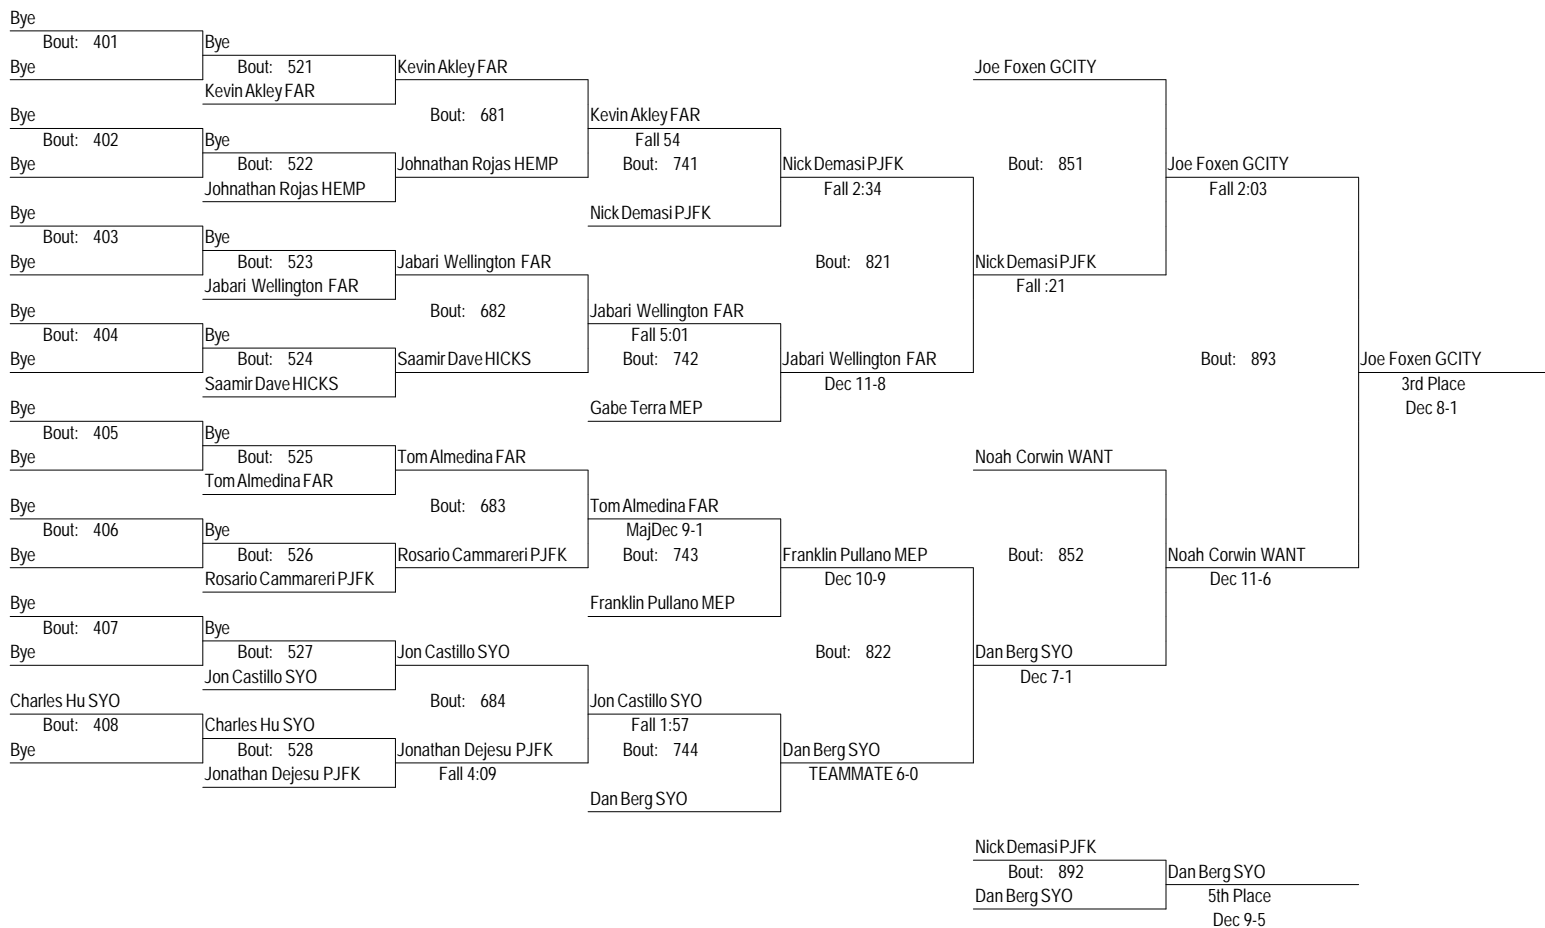 Bye
Bout: 401
Bye
Bye
Bout: 521
Kevin Akley FAR
Bye
Bout: 402
Bye
Bye
Bout: 522
Johnathan Rojas HEMP
Bye
Bout: 403
Bye
Bye
Bout: 523
Jabari Wellington FAR
Bye
Bout: 404
Bye
Bye
Bout: 524
Saamir Dave HICKS
Bye
Bout: 405
Bye
Bye
Bout: 525
Tom Almedina FAR
Bye
Bout: 406
Bye
Bye
Bout: 526
Rosario Cammareri PJFK
Bye
Bout: 407
Bye
Bye
Bout: 527
Jon Castillo SYO
Charles Hu SYO
Bout: 408
Bye
Charles Hu SYO
Bout: 528
Jonathan Dejesu PJFK
Kevin Akley FAR
Bout: 681
Johnathan Rojas HEMP
Jabari Wellington FAR
Bout: 682
Saamir Dave HICKS
Tom Almedina FAR
Bout: 683
Rosario Cammareri PJFK
Jon Castillo SYO
Bout: 684
Jonathan Dejesu PJFK
Fall 4:09
Kevin Akley FAR
Fall 54
Bout: 741
Nick Demasi PJFK
Jabari Wellington FAR
Fall 5:01
Bout: 742
Gabe Terra MEP
Tom Almedina FAR
MajDec 9-1
Bout: 743
Franklin Pullano MEP
Jon Castillo SYO
Fall 1:57
Bout: 744
Dan Berg SYO
Nick Demasi PJFK
Fall 2:34
Bout: 821
Jabari Wellington FAR
Dec 11-8
Franklin Pullano MEP
Dec 10-9
Bout: 822
Dan Berg SYO
TEAMMATE 6-0
Joe Foxen GCITY
Bout: 851
Nick Demasi PJFK
Fall :21
Noah Corwin WANT
Bout: 852
Dan Berg SYO
Dec 7-1
Joe Foxen GCITY
Fall 2:03
Bout: 893
Noah Corwin WANT
Dec 11-6
Joe Foxen GCITY
3rd Place
Dec 8-1
Nick Demasi PJFK
Bout: 892
Dan Berg SYO
Dan Berg SYO
5th Place
Dec 9-5